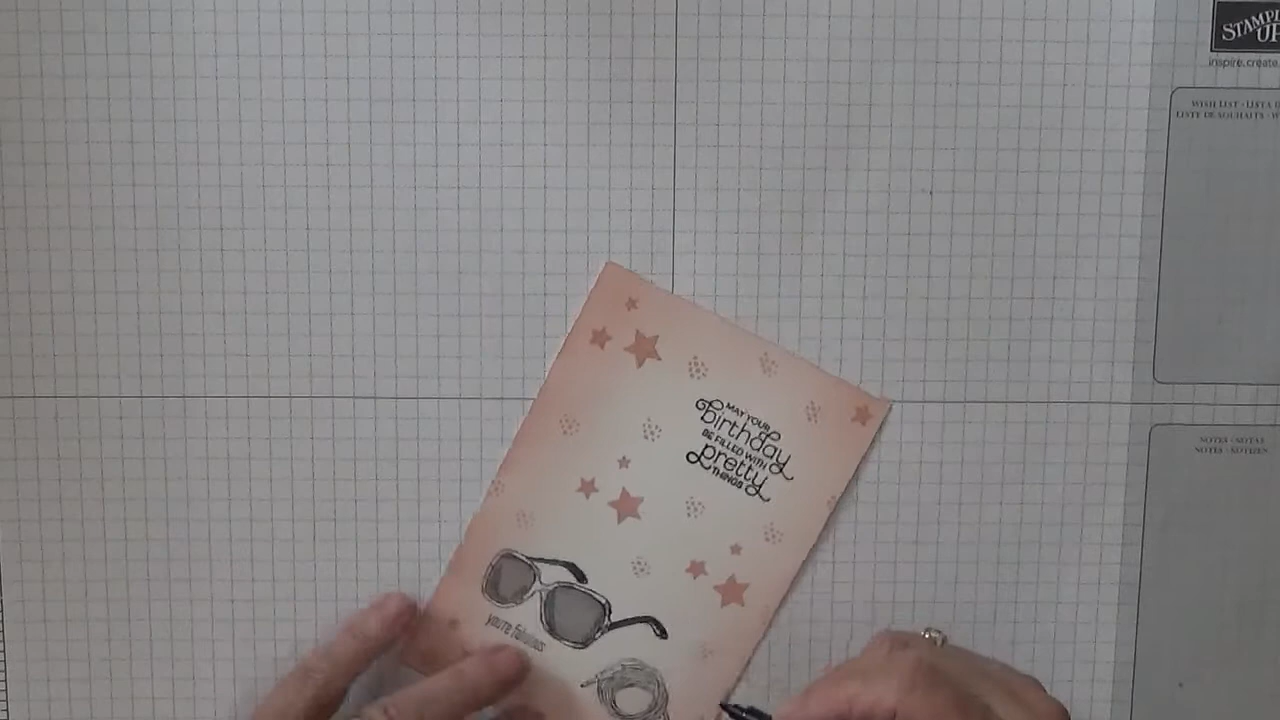 STAMPI
UP
inspire.create.
WISH LIST • LISTA D
LISTE DE SOUHAITS • W
NOTES • NOTAS
NOTES • NOTIZEN
MAY YOUR
birthday
BE FILLED WITH
pretty
THINGS
you're fabulous